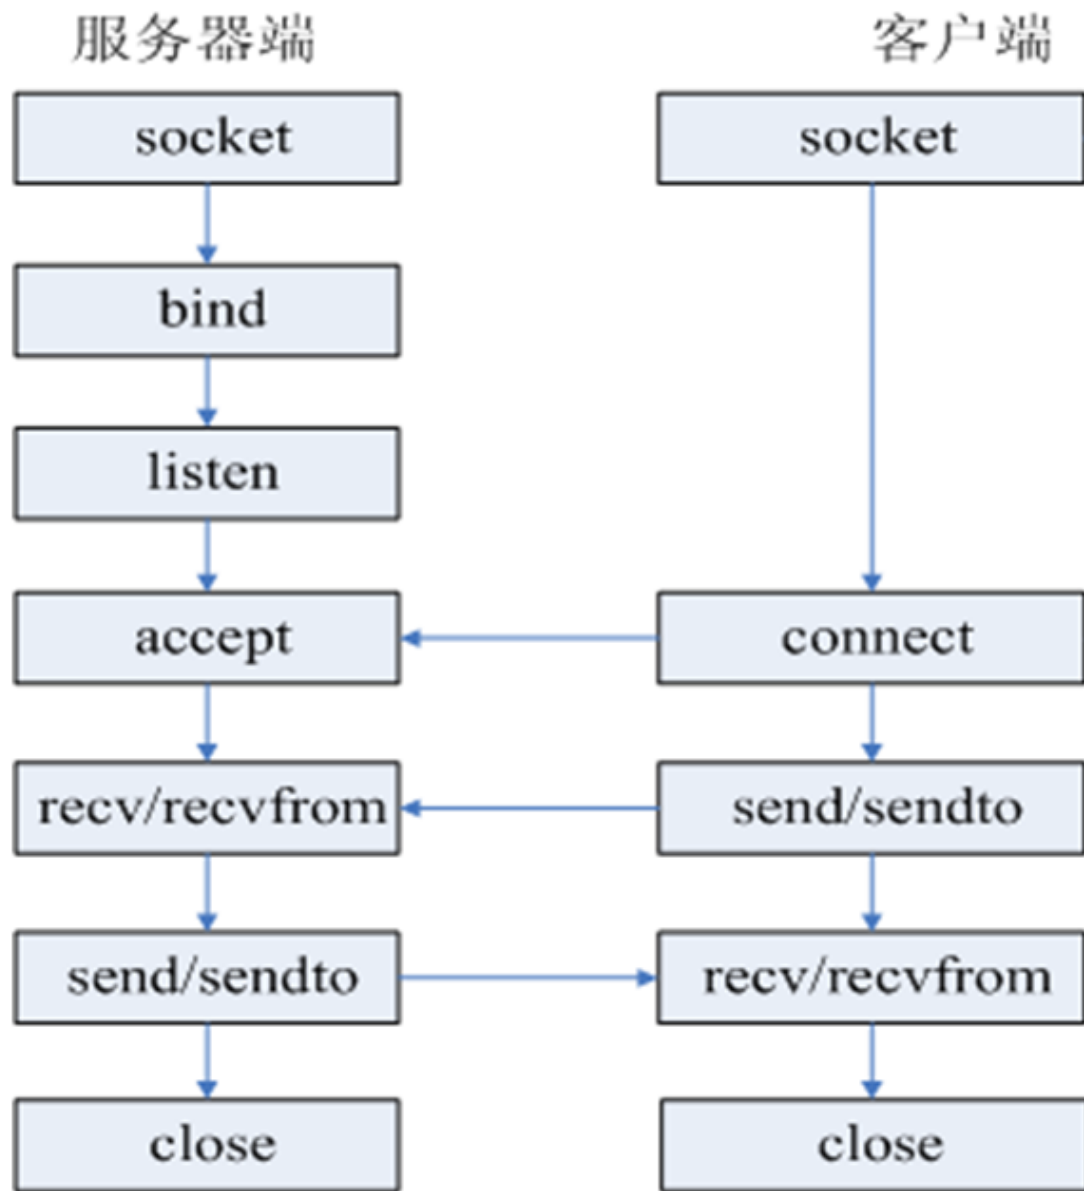 服务器端
客户端
socket
socket
bind
listen
accept
connect
recv/recvfrom
send/sendto
send/sendto
recv/recvfrom
close
close